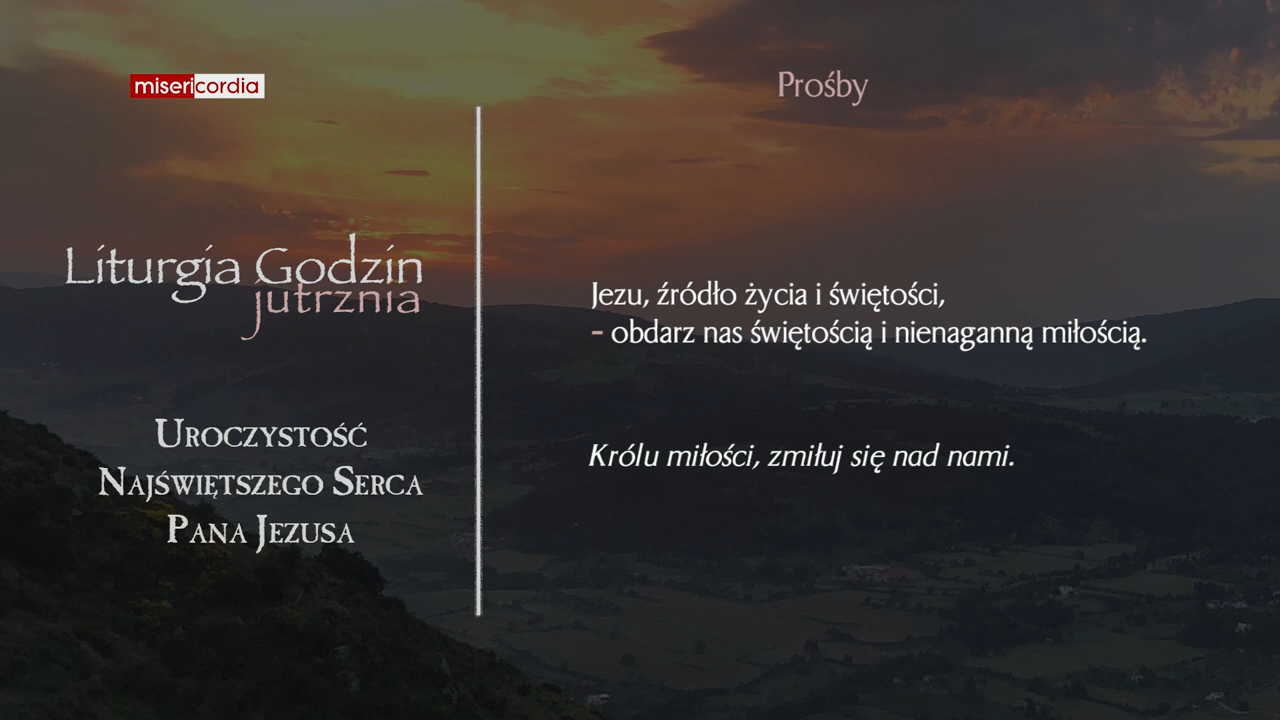 misericordia
Liturgia Godzin
jutrznia
Uroczystość
Najświętszego Serca
Pana Jezusa
Prośby
Jezu, źródło życia i świętości,
– obdarz nas świętością i nienaganną miłością.
Królu miłości, zmiłuj się nad nami.